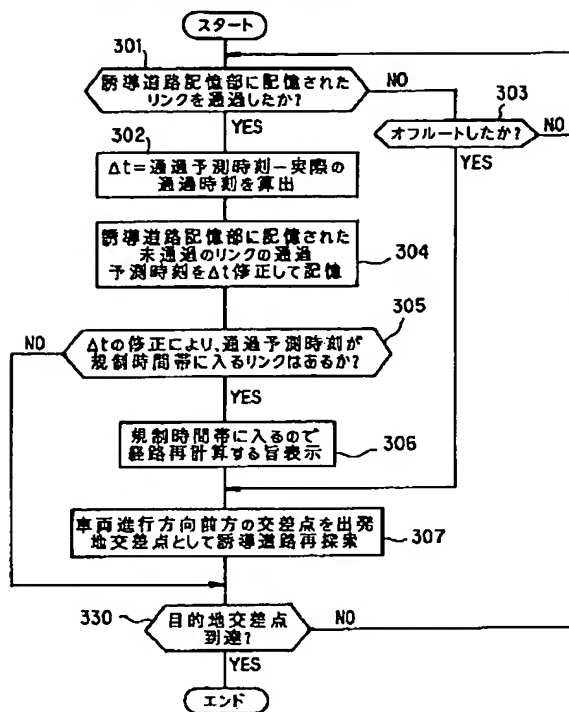 スタート
301
誘導道路記憶部に記憶された
リンクを通過したか?
NO
303
YES
オフルートしたか?
NO
302
YES
Δt=通過予測時刻−実際の
通過時刻を算出
誘導道路記憶部に記憶された
未通過のリンクの通過
予測時刻をΔt修正して記憶
304
305
NO
Δtの修正により、通過予測時刻が
規制時間帯に入るリンクはあるか?
YES
規制時間帯に入るので
経路再計算する旨表示
306
車両進行方向前方の交差点を出発
地交差点として誘導道路再探索
307
330
目的地交差点
到達?
NO
YES
エンド